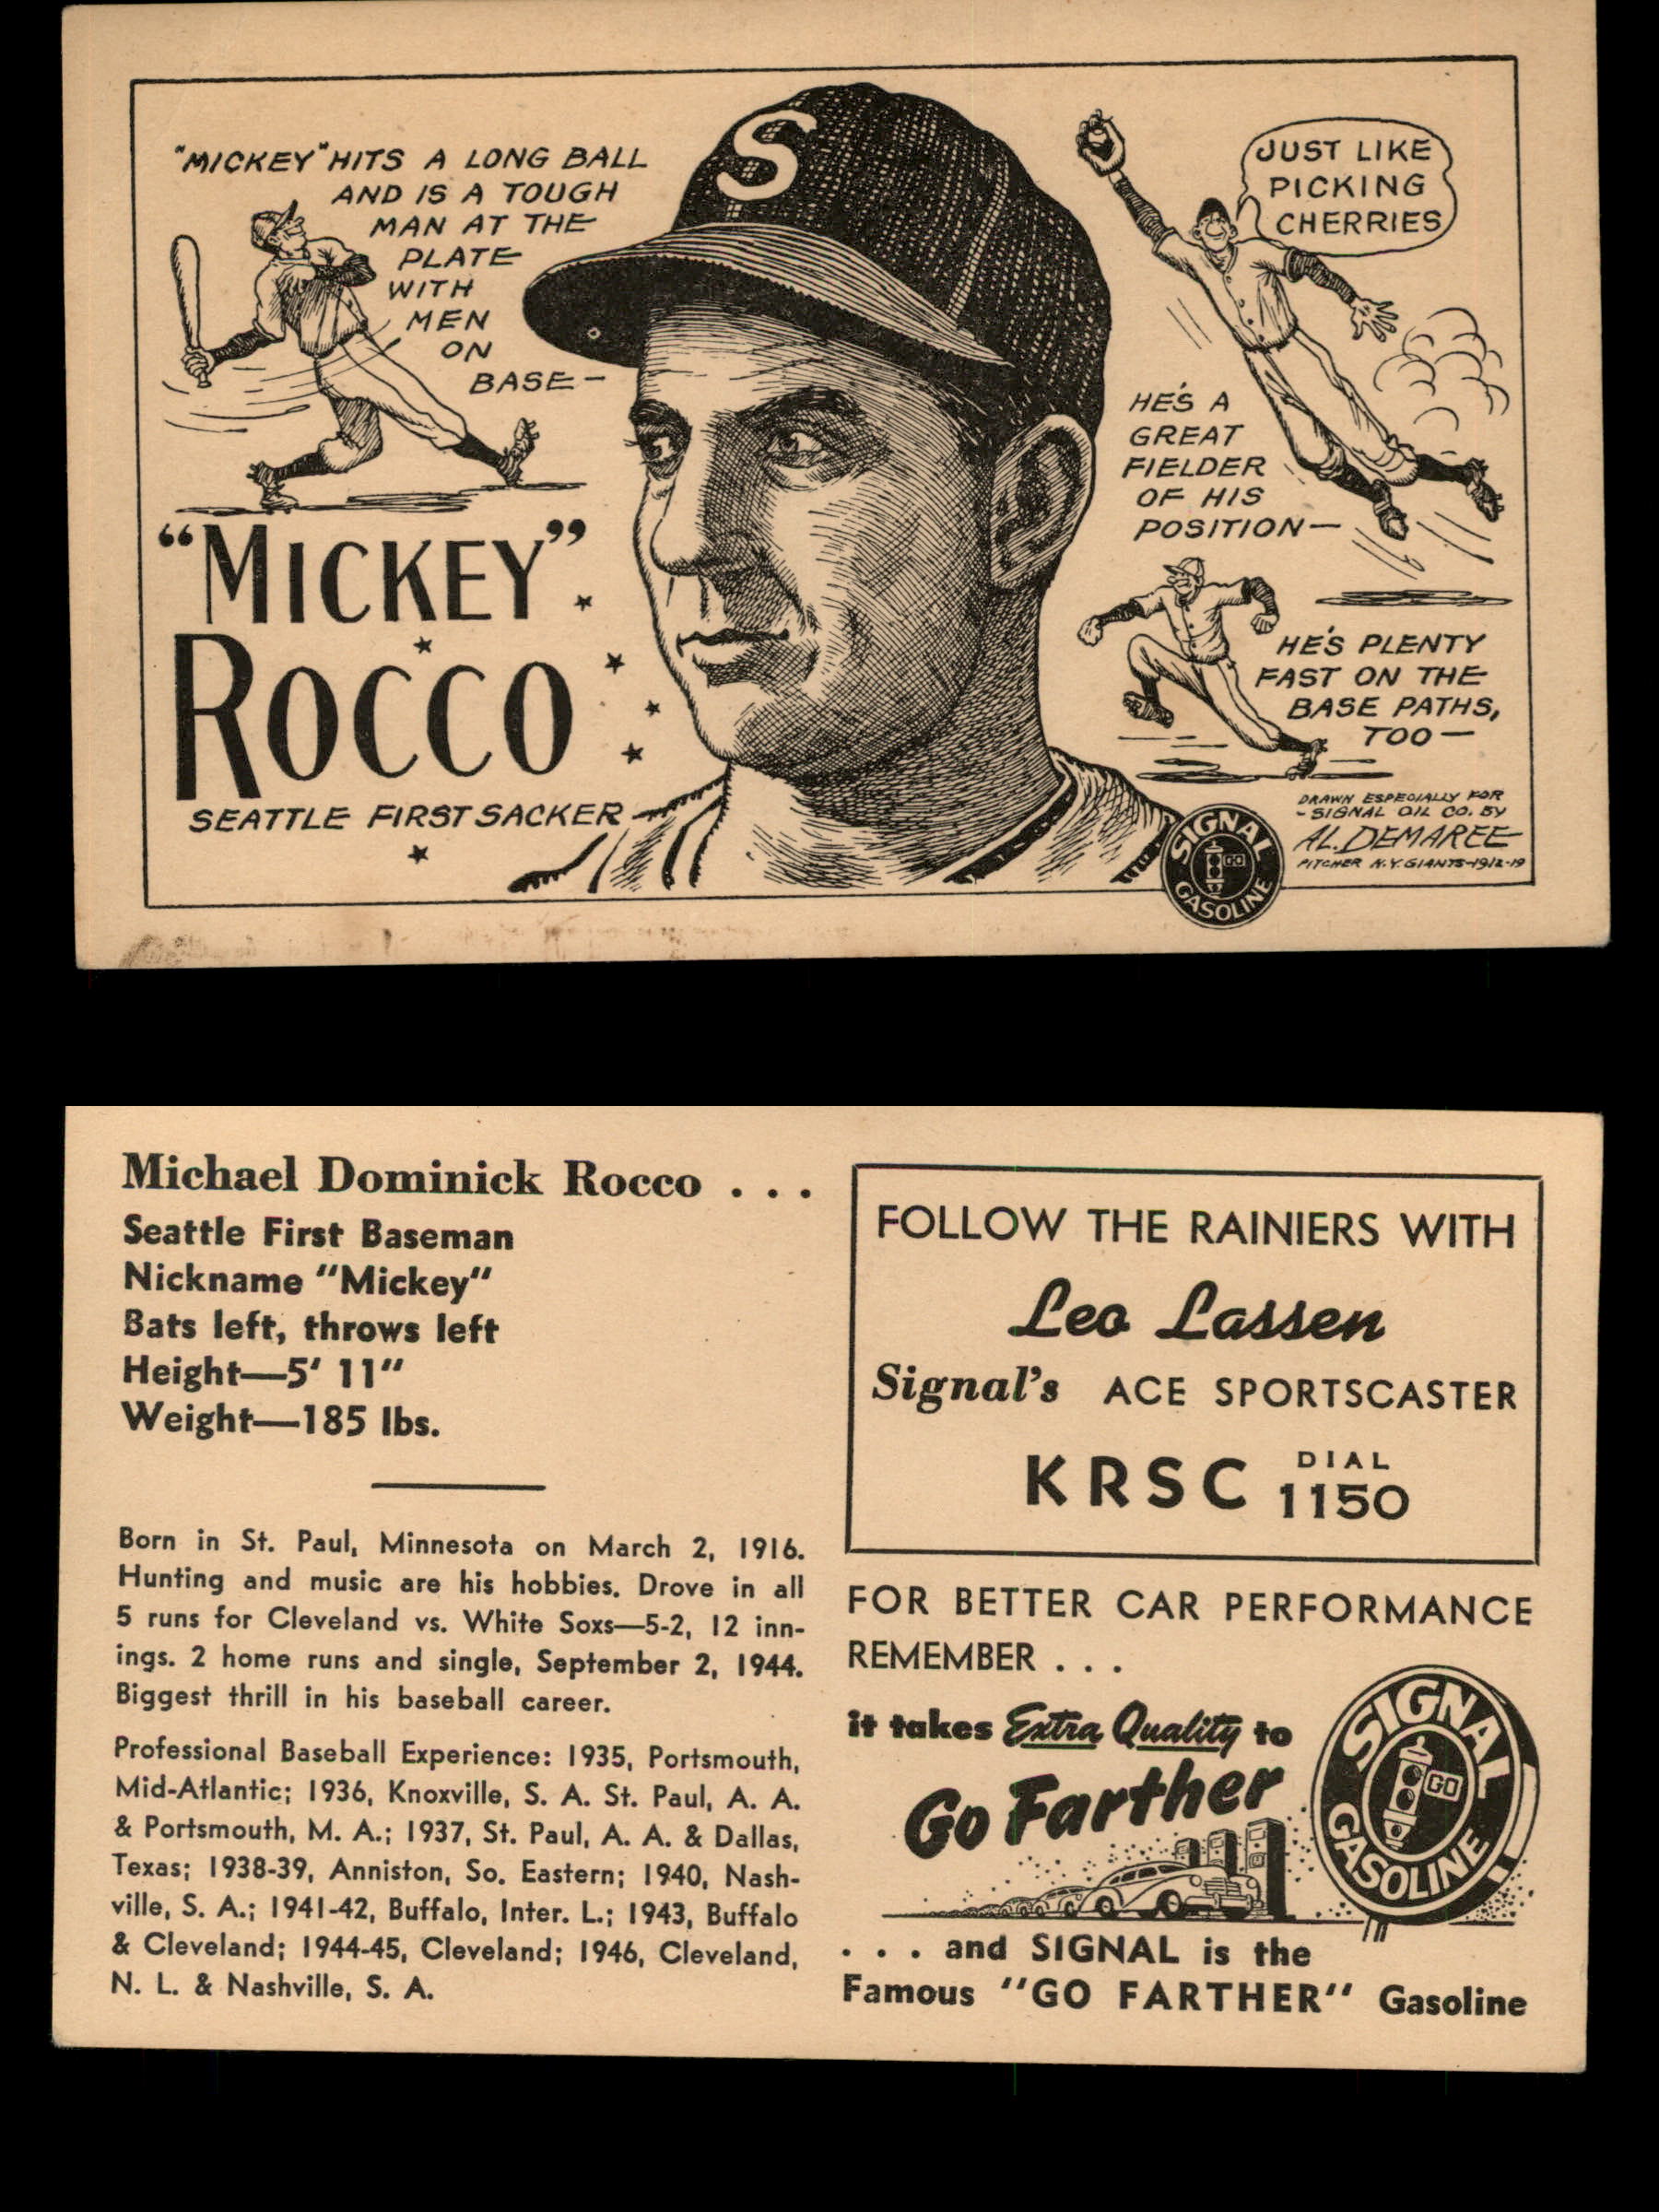 "MICKEY" HITS A LONG BALL
AND IS A TOUGH
MAN AT THE
PLATE
WITH
MEN
ON
BASE—
"MICKEY"
ROCCO
SEATTLE FIRST SACKER
S
JUST LIKE
PICKING
CHERRIES
HE'S A
GREAT
FIELDER
OF HIS
POSITION—
HE'S PLENTY
FAST ON THE
BASE PATHS,
TOO—
DRAWN ESPECIALLY FOR
- SIGNAL OIL CO. BY
AL. DEMAREE
PITCHER N.Y. GIANTS-1912-19
SIGNAL
GO
GASOLINE
Michael Dominick Rocco . . .
Seattle First Baseman
Nickname "Mickey"
Bats left, throws left
Height—5' 11"
Weight—185 lbs.
Born in St. Paul, Minnesota on March 2, 1916.
Hunting and music are his hobbies. Drove in all
5 runs for Cleveland vs. White Soxs—5-2, 12 inn-
ings. 2 home runs and single, September 2, 1944.
Biggest thrill in his baseball career.
Professional Baseball Experience: 1935, Portsmouth,
Mid-Atlantic; 1936, Knoxville, S. A. St. Paul, A. A.
& Portsmouth, M. A.; 1937, St. Paul, A. A. & Dallas,
Texas; 1938-39, Anniston, So. Eastern; 1940, Nash-
ville, S. A.; 1941-42, Buffalo, Inter. L.; 1943, Buffalo
& Cleveland; 1944-45, Cleveland; 1946, Cleveland,
N. L. & Nashville, S. A.
FOLLOW THE RAINIERS WITH
Leo Lassen
Signal's ACE SPORTSCASTER
KRSC DIAL
1150
FOR BETTER CAR PERFORMANCE
REMEMBER . . .
it takes Extra Quality to
Go Farther
SIGNAL
GO
GASOLINE
. . . and SIGNAL is the
Famous "GO FARTHER" Gasoline